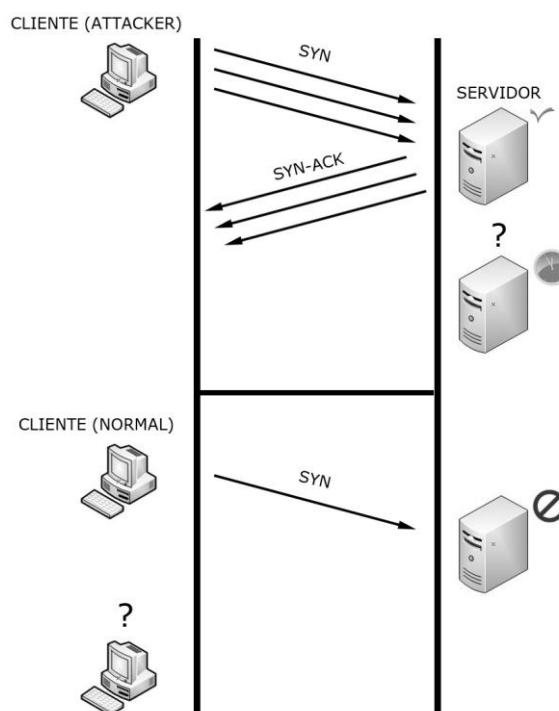 CLIENTE (ATTACKER)
SYN
SERVIDOR
SYN-ACK
?
CLIENTE (NORMAL)
SYN
?